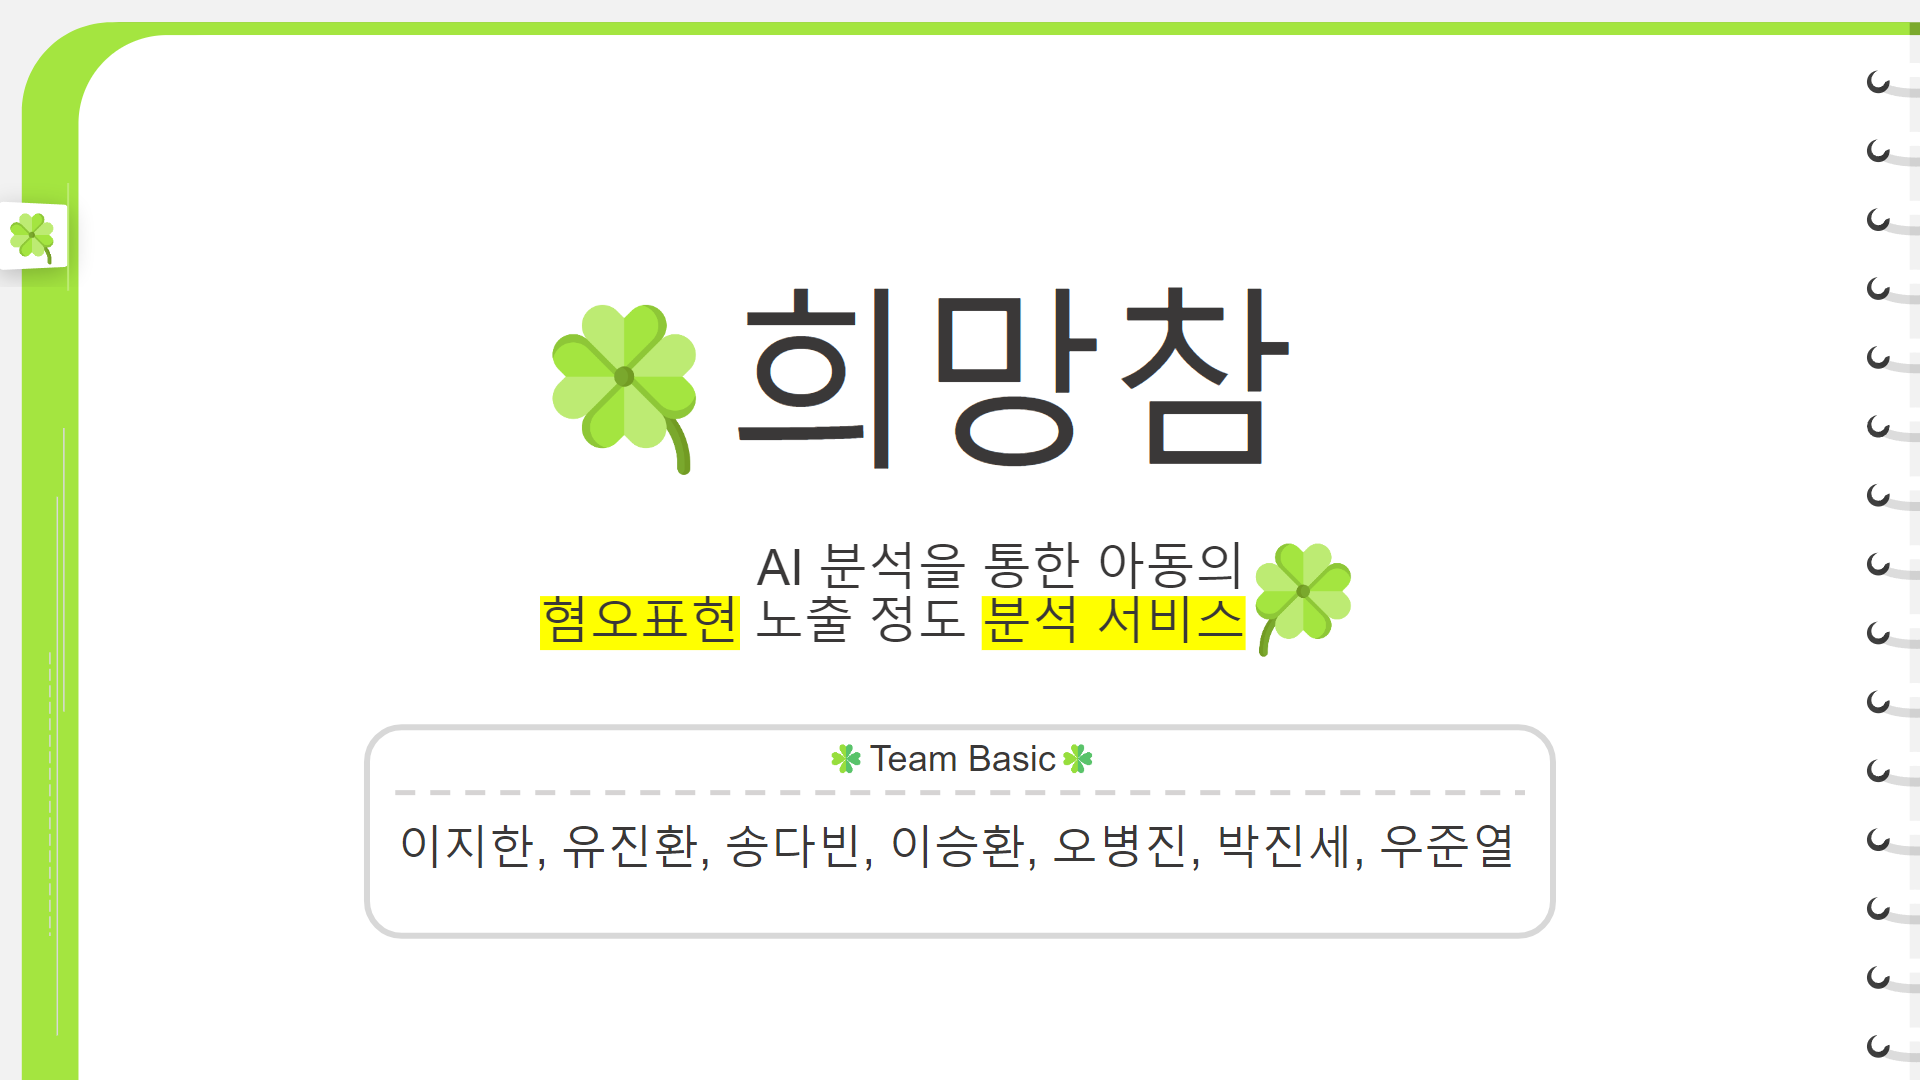 희망참
AI 분석을 통한 아동의
혐오표현 노출 정도 분석 서비스
Team Basic
이지한, 유진환, 송다빈, 이승환, 오병진, 박진세, 우준열